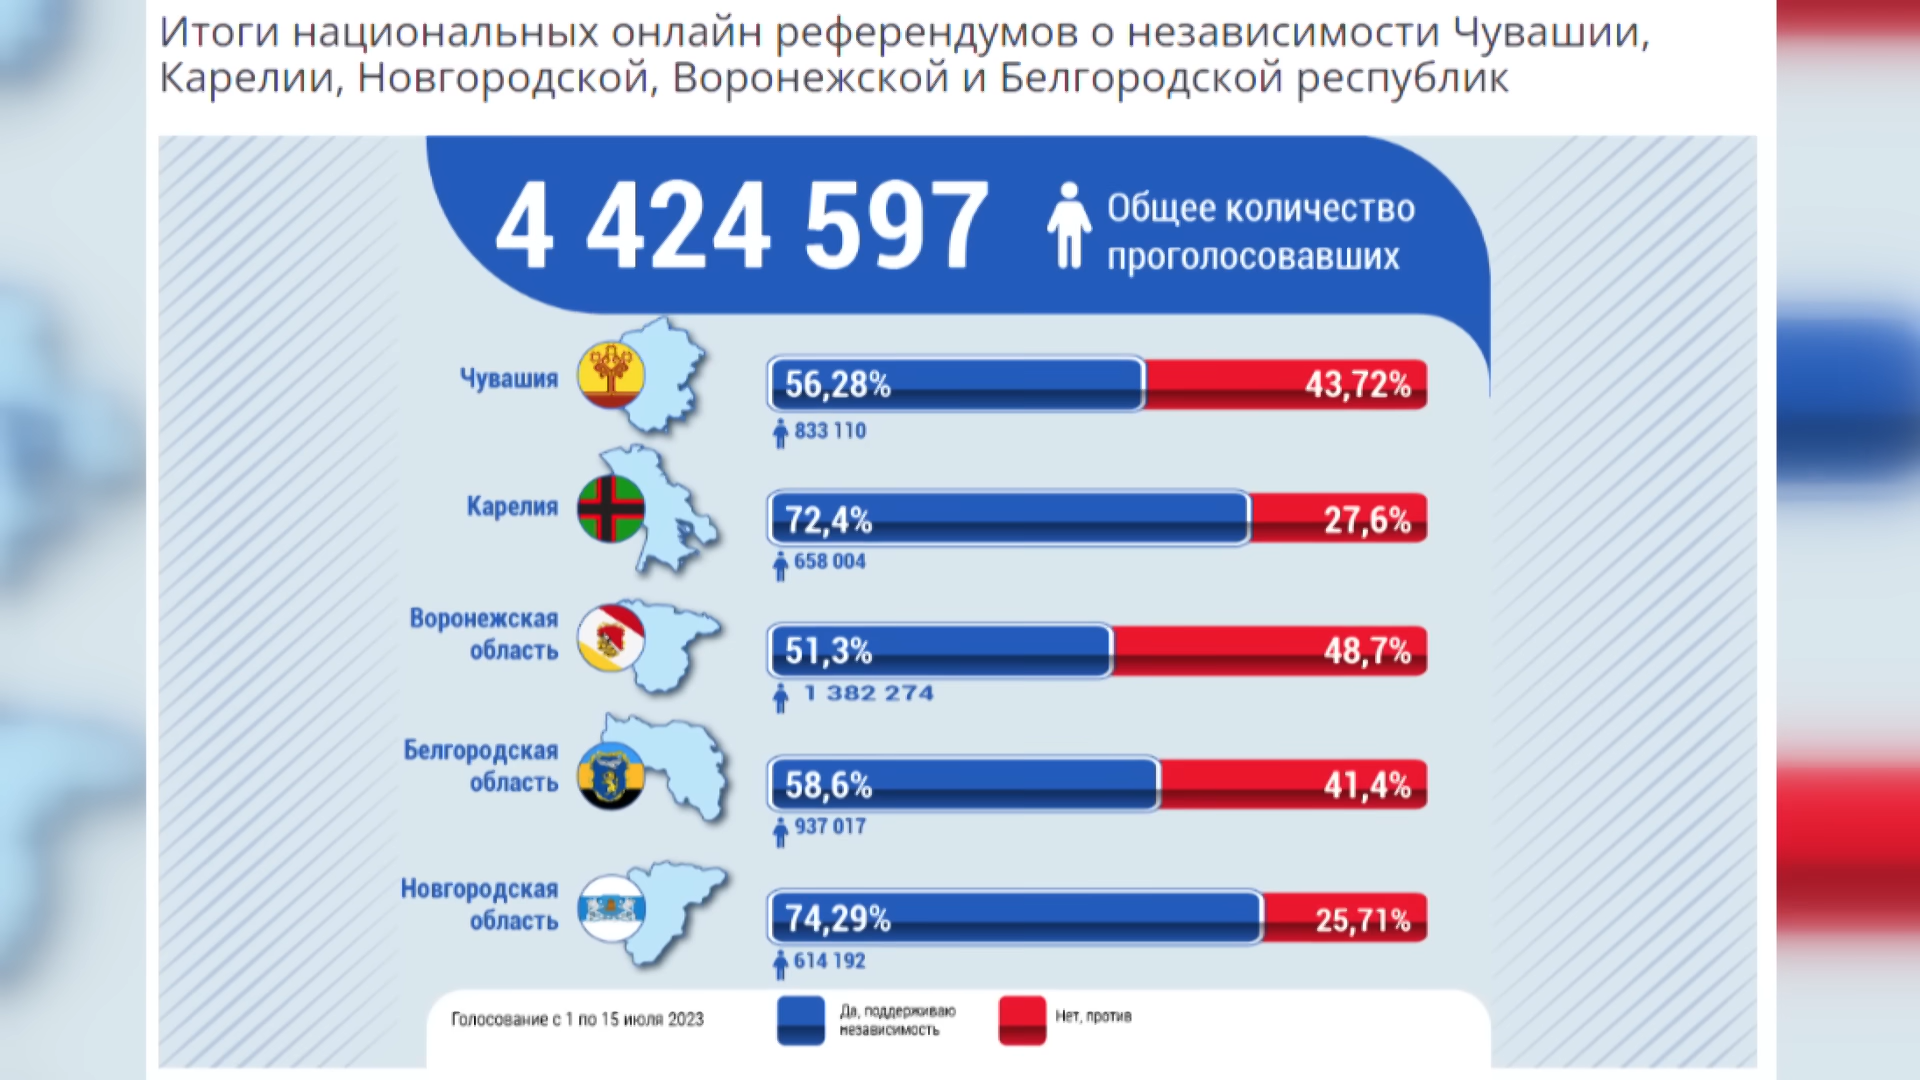 Итоги национальных онлайн референдумов о независимости Чувашии,
Карелии, Новгородской, Воронежской и Белгородской республик
4 424 597
Общее количество
проголосовавших
Чувашия
56,28%
43,72%
833 110
Карелия
72,4%
27,6%
658 004
Воронежская
область
51,3%
48,7%
1 382 274
Белгородская
область
58,6%
41,4%
937 017
Новгородская
область
74,29%
25,71%
614 192
Голосование с 1 по 15 июля 2023
Да, поддерживаю
независимость
Нет, против